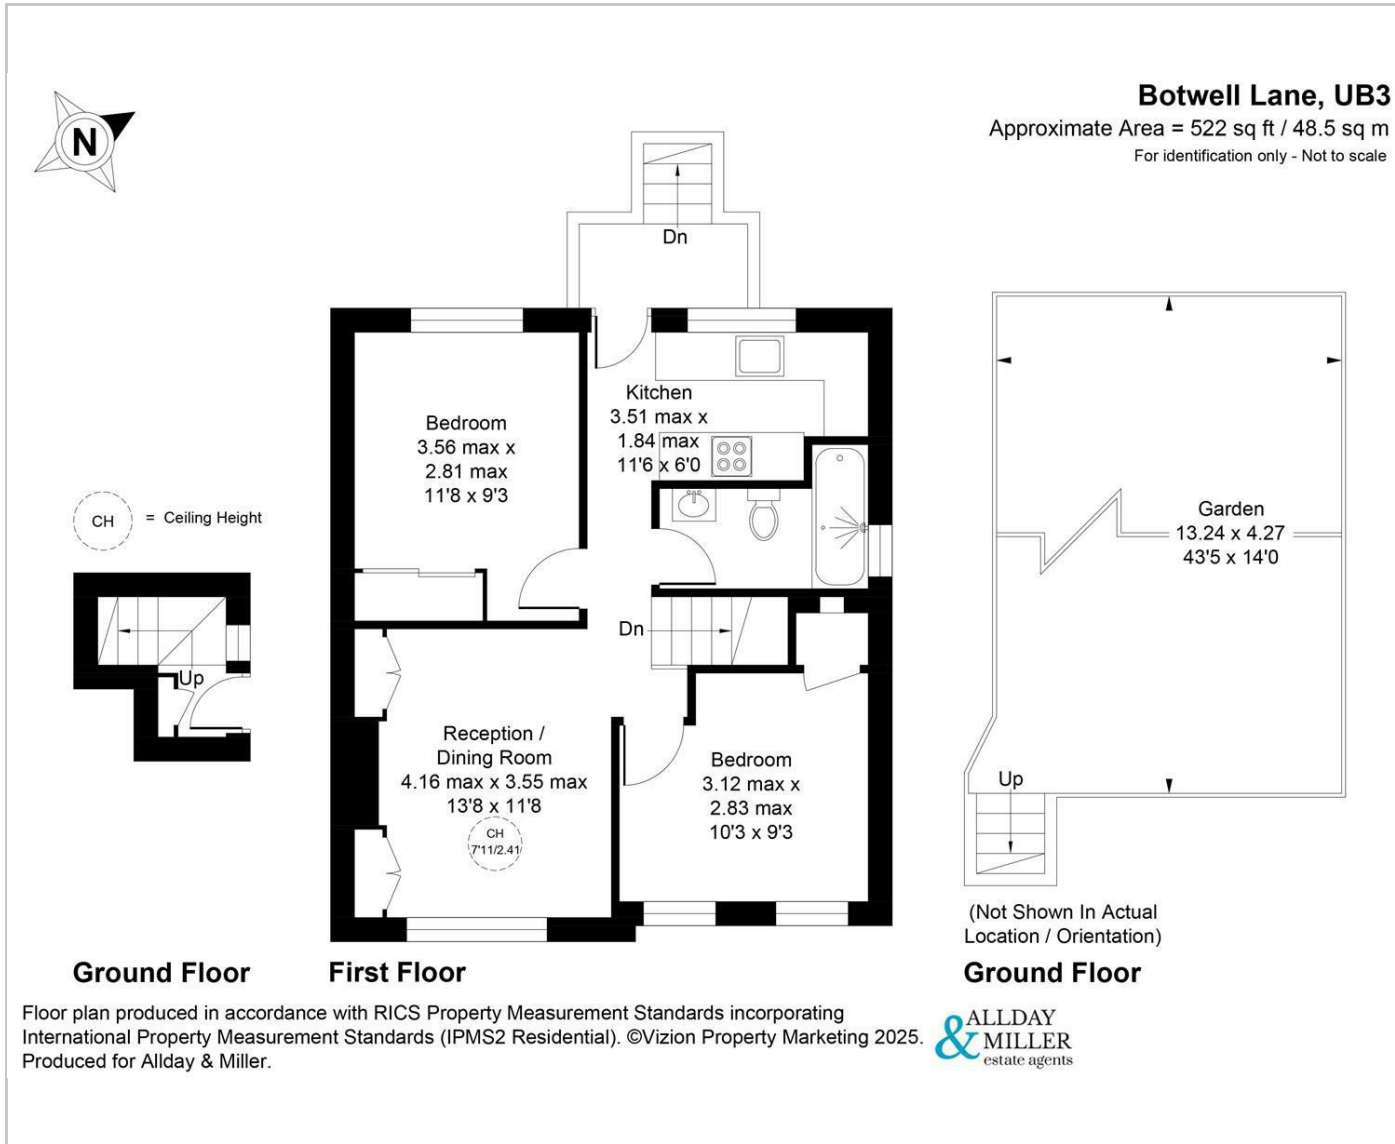 N
Botwell Lane, UB3
Approximate Area = 522 sq ft / 48.5 sq m
For identification only - Not to scale
Dn
Kitchen
3.51 max x
1.84 max
11'6 x 6'0
Bedroom
3.56 max x
2.81 max
11'8 x 9'3
CH
= Ceiling Height
Up
Dn
Reception /
Dining Room
4.16 max x 3.55 max
13'8 x 11'8
CH
7'11/2.41
Bedroom
3.12 max x
2.83 max
10'3 x 9'3
Garden
13.24 x 4.27
43'5 x 14'0
Up
(Not Shown In Actual
Location / Orientation)
Ground Floor
First Floor
Ground Floor
Floor plan produced in accordance with RICS Property Measurement Standards incorporating
International Property Measurement Standards (IPMS2 Residential). ©Vizion Property Marketing 2025.
Produced for Allday & Miller.
ALLDAY
& MILLER
estate agents